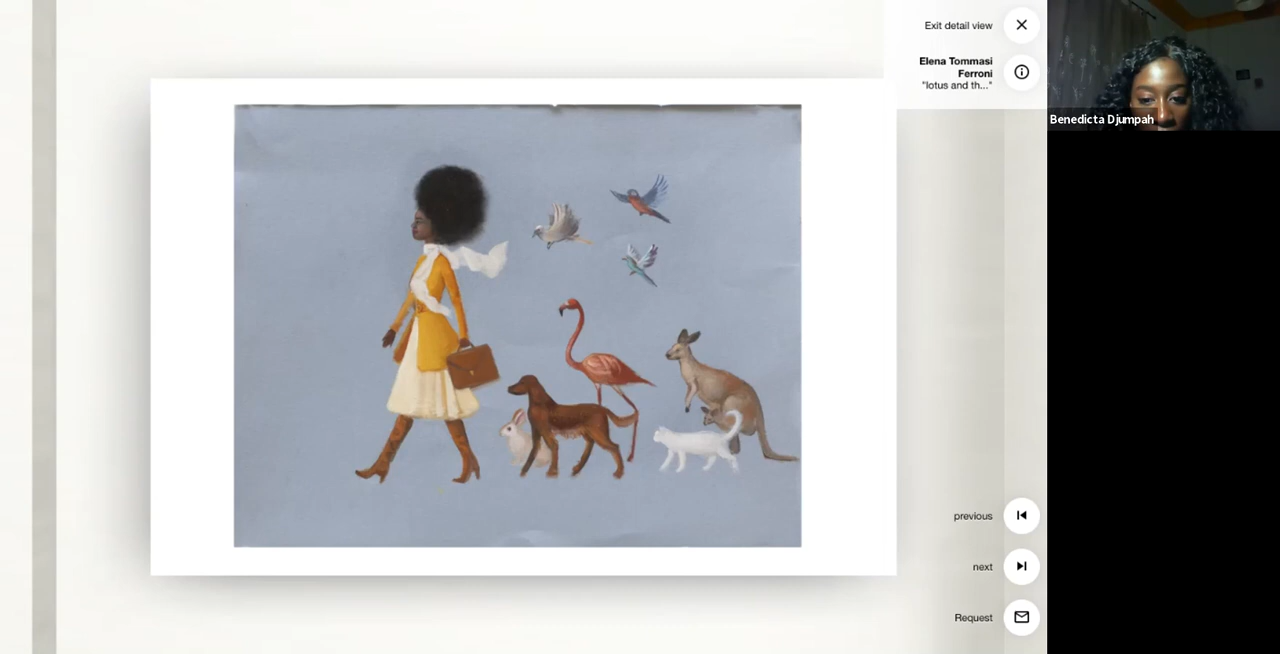 Exit detail view
Elena Tommasi
Ferroni
"lotus and th..."
Benedicta Djumpah
previous
next
Request